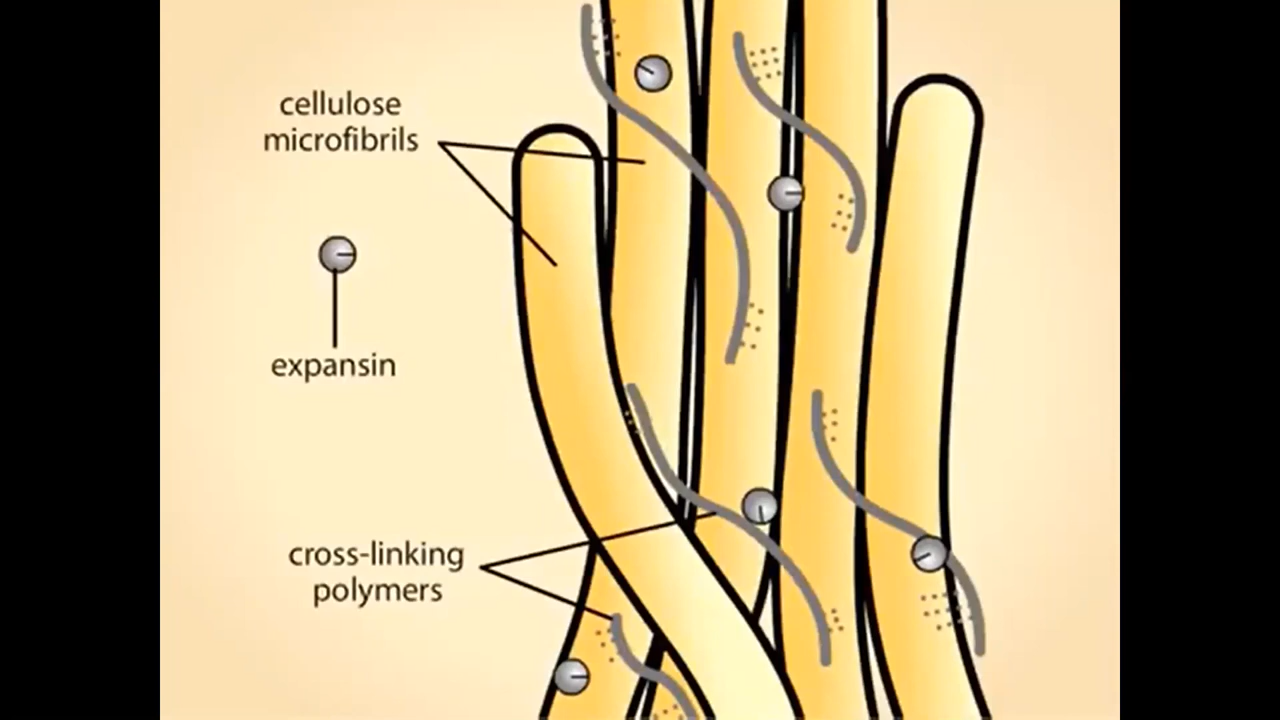 cellulose
microfibrils
expansin
cross-linking
polymers